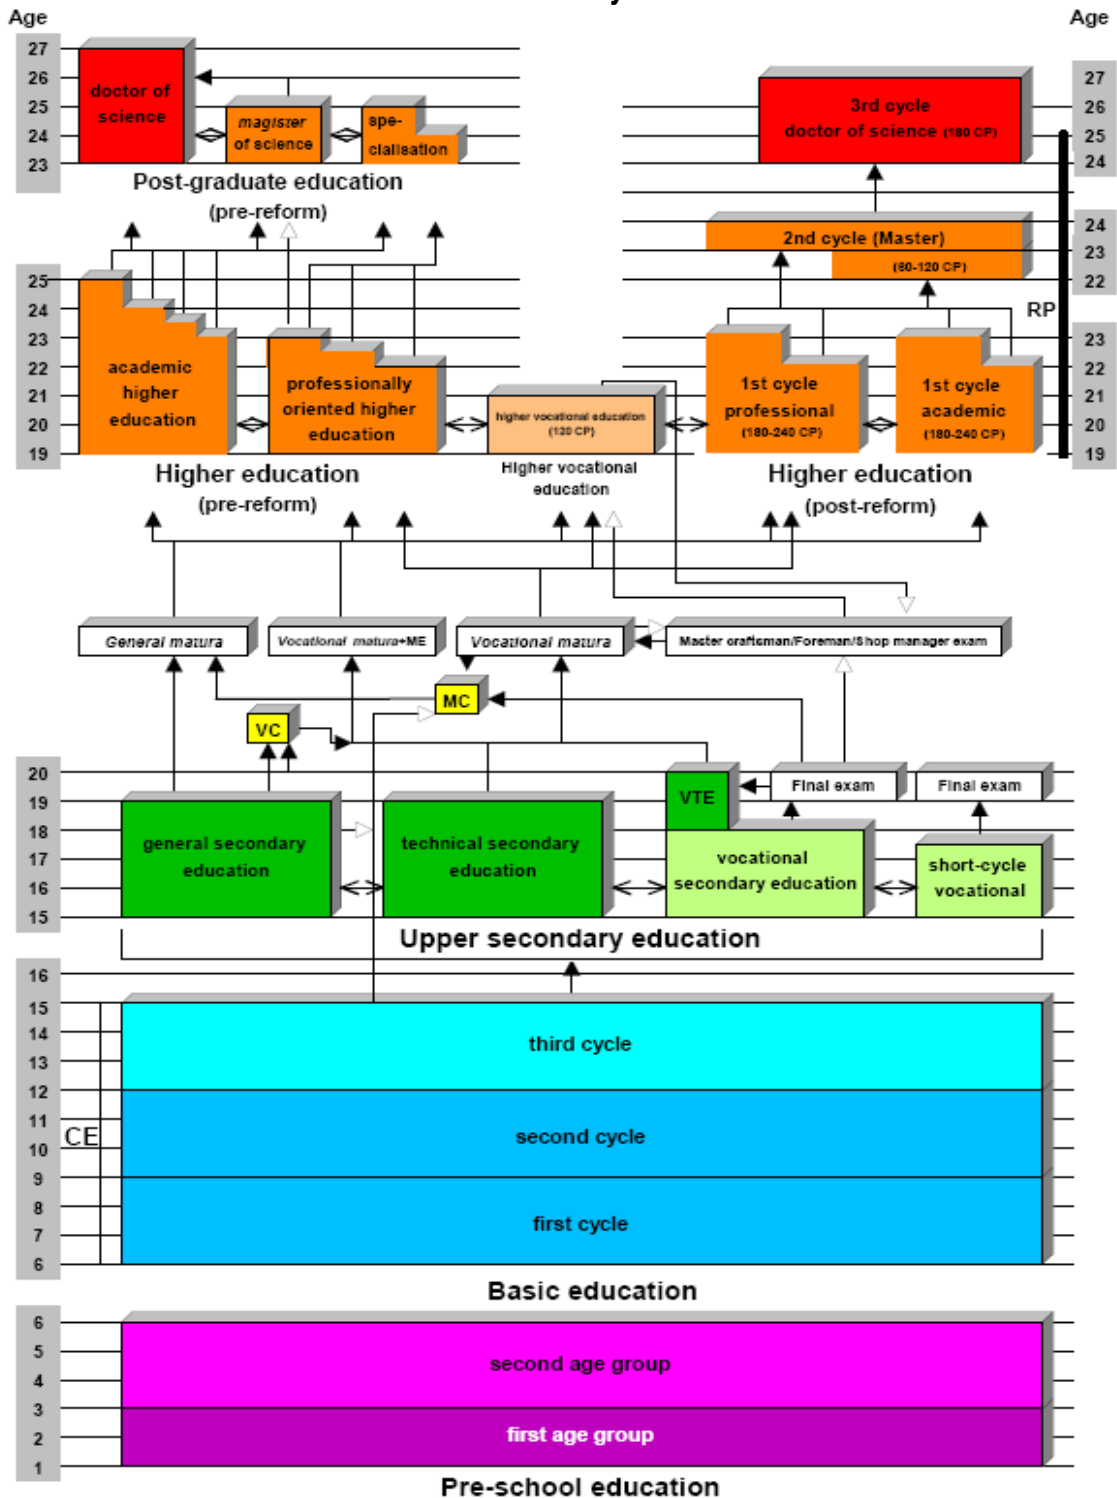 Age
Age
27
26
25
24
23
doctor of
science
magister
of science
spe-
cialisation
Post-graduate education
(pre-reform)
27
26
25
24
3rd cycle
doctor of science (180 CP)
24
23
22
2nd cycle (Master)
(60-120 CP)
RP
25
24
23
22
21
20
19
academic
higher
education
professionally
oriented higher
education
higher vocational education
(120 CP)
1st cycle
professional
(180-240 CP)
1st cycle
academic
(180-240 CP)
23
22
21
20
19
Higher education
(pre-reform)
Higher vocational
education
Higher education
(post-reform)
General matura
Vocational matura+ME
Vocational matura
Master craftsman/Foreman/Shop manager exam
MC
VC
20
19
18
17
16
15
general secondary
education
technical secondary
education
VTE
Final exam
Final exam
vocational
secondary education
short-cycle
vocational
Upper secondary education
16
15
14
13
12
11
10
9
8
7
6
CE
third cycle
second cycle
first cycle
Basic education
6
5
4
3
2
1
second age group
first age group
Pre-school education